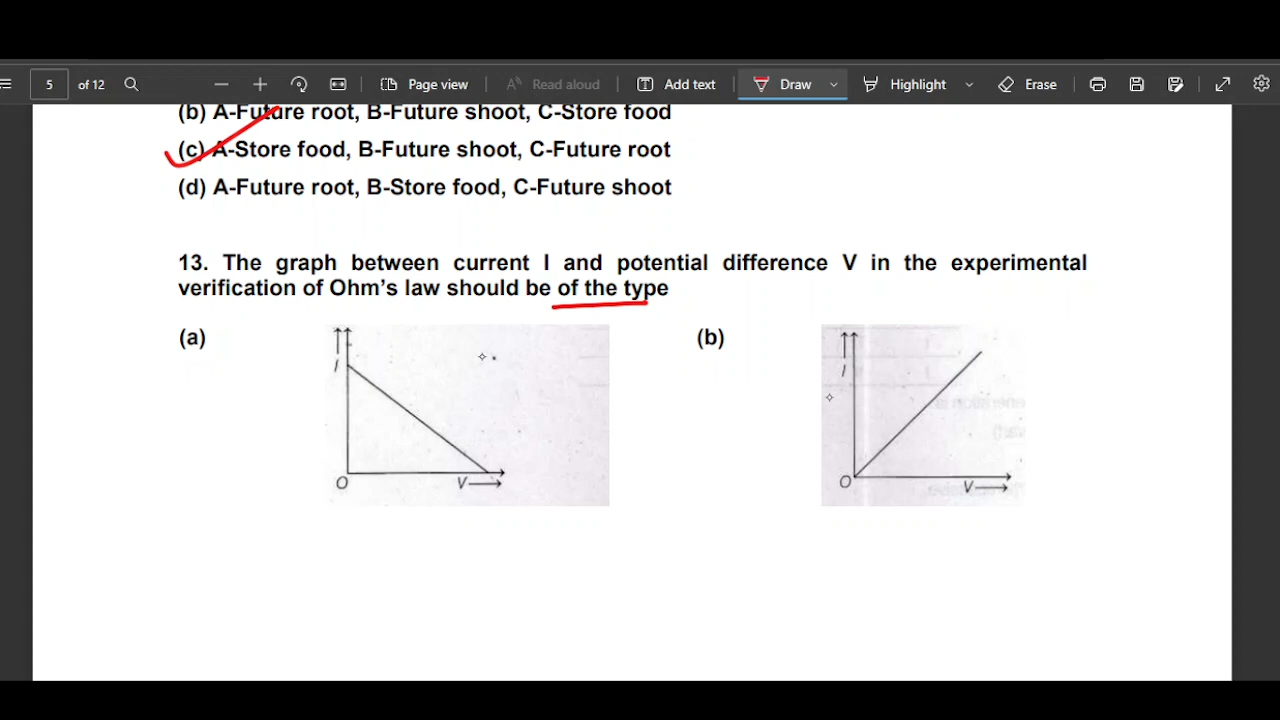 5 of 12 Page view Read aloud Add text Draw Highlight Erase
(b) A-Future root, B-Future shoot, C-Store food
(c) A-Store food, B-Future shoot, C-Future root
(d) A-Future root, B-Store food, C-Future shoot
13. The graph between current I and potential difference V in the experimental
verification of Ohm's law should be of the type
(a) (b)
I I
O V O V